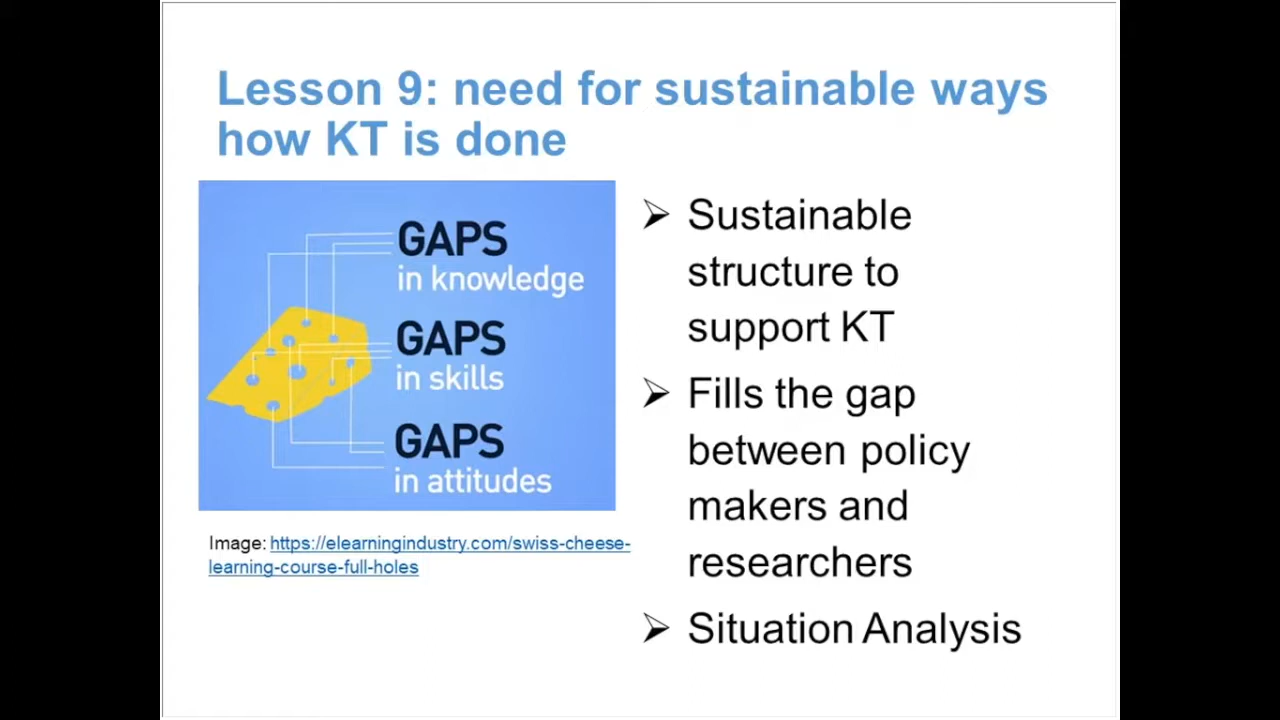 Lesson 9: need for sustainable ways
how KT is done
GAPS
in knowledge
GAPS
in skills
GAPS
in attitudes
Image: https://elearningindustry.com/swiss-cheese-
learning-course-full-holes
➢ Sustainable
structure to
support KT
➢ Fills the gap
between policy
makers and
researchers
➢ Situation Analysis